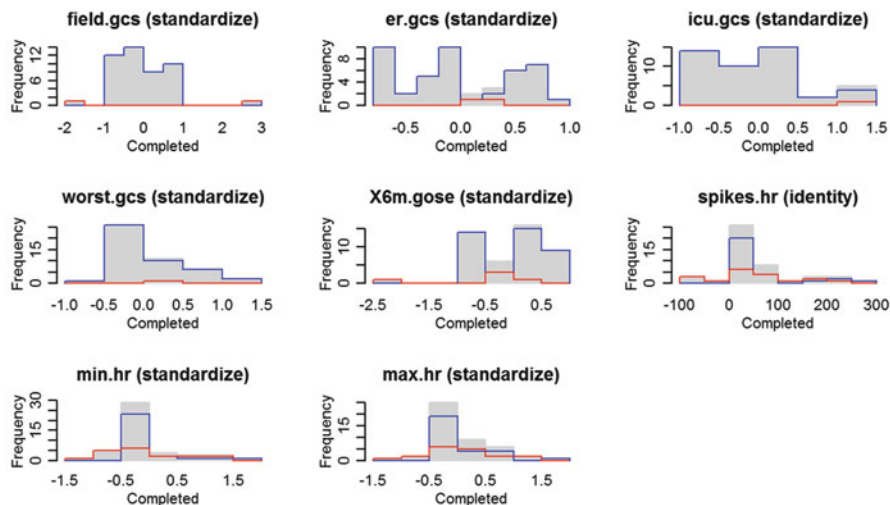 field.gcs (standardize)
Frequency
0 4 8 12
-2 -1 0 1 2 3
Completed
er.gcs (standardize)
Frequency
0 4 8
-0.5 0.0 0.5 1.0
Completed
icu.gcs (standardize)
Frequency
0 10
-1.0 -0.5 0.0 0.5 1.0 1.5
Completed
worst.gcs (standardize)
Frequency
0 15
-1.0 -0.5 0.0 0.5 1.0 1.5
Completed
X6m.gose (standardize)
Frequency
0 10
-2.5 -1.5 -0.5 0.5
Completed
spikes.hr (identity)
Frequency
0 15
-100 0 100 200 300
Completed
min.hr (standardize)
Frequency
0 15 30
-1.5 -0.5 0.5 1.5
Completed
max.hr (standardize)
Frequency
0 15
-1.5 -0.5 0.5 1.5
Completed